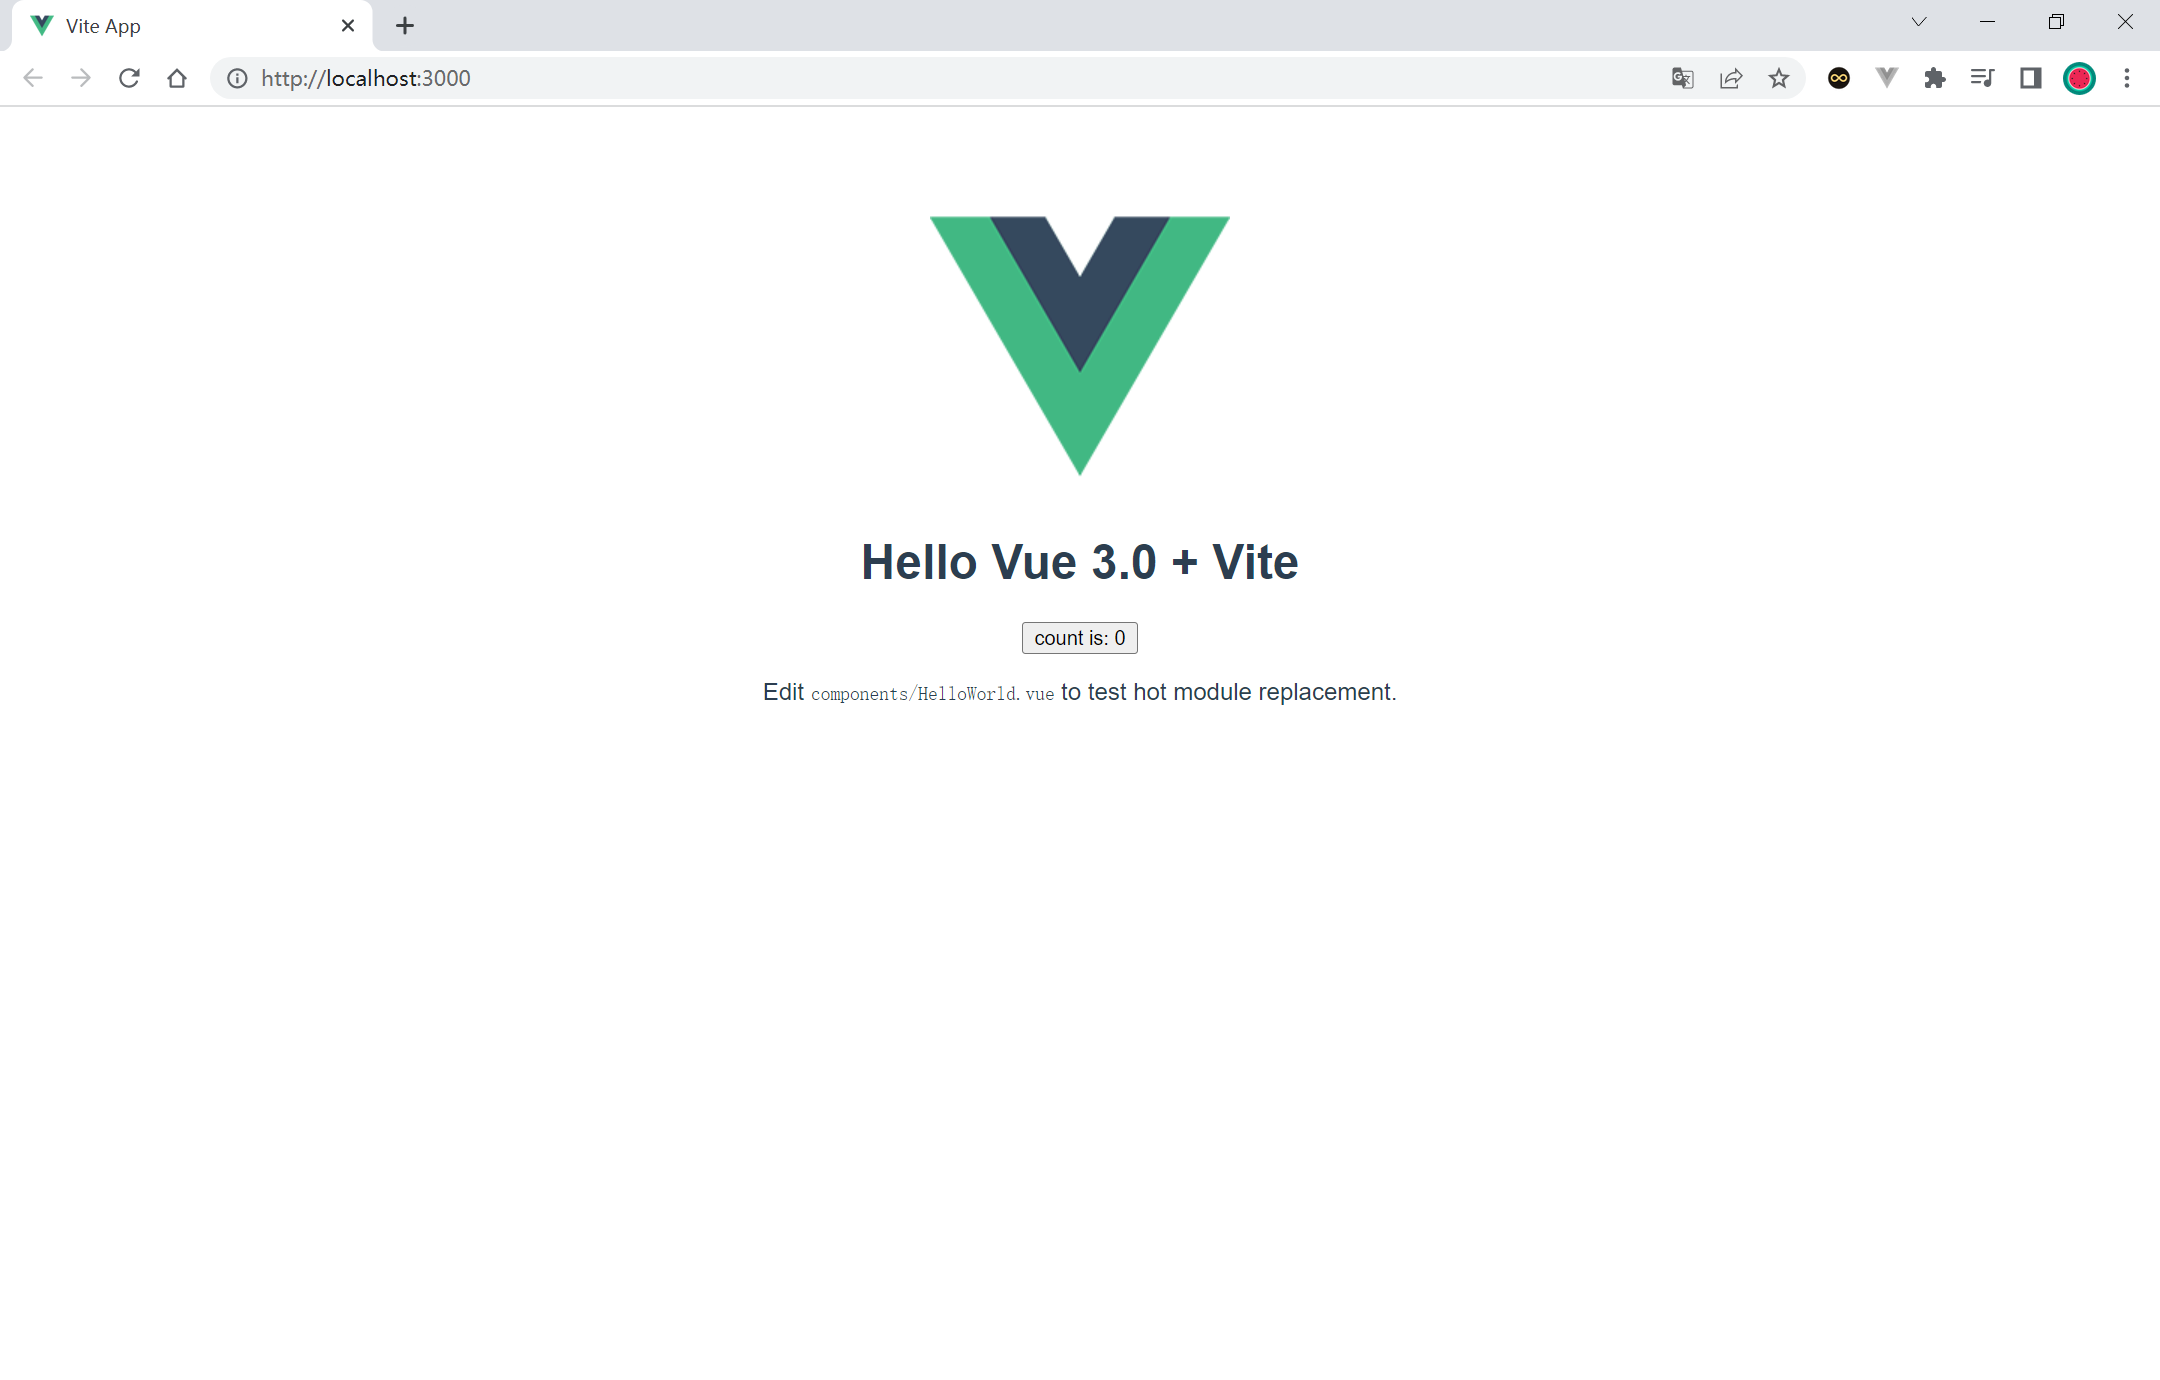 Vite App
http://localhost:3000
Hello Vue 3.0 + Vite
count is: 0
Edit components/HelloWorld.vue to test hot module replacement.